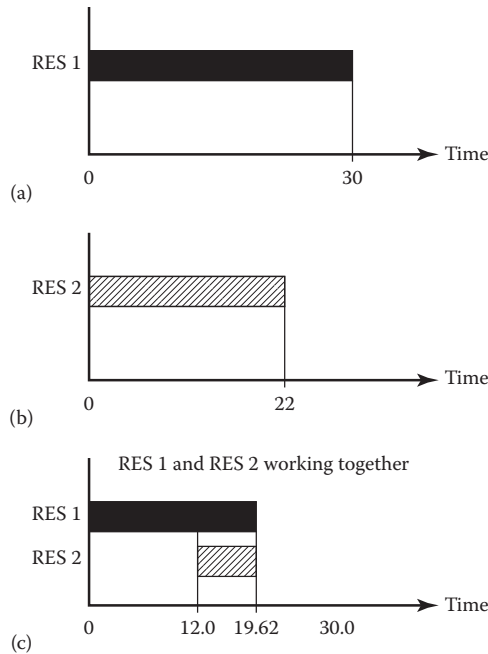 RES 1
Time
0 30
(a)
RES 2
Time
0 22
(b)
RES 1 and RES 2 working together
RES 1
RES 2
Time
0 12.0 19.62 30.0
(c)